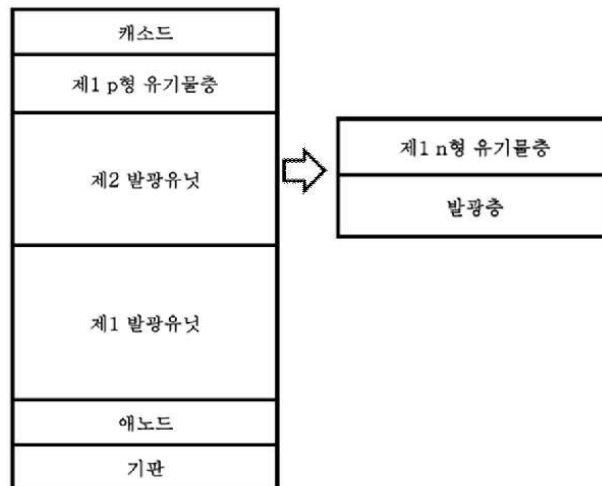 캐소드
제1 p형 유기물층
제2 발광유닛
제1 발광유닛
애노드
기판
제1 n형 유기물층
발광층